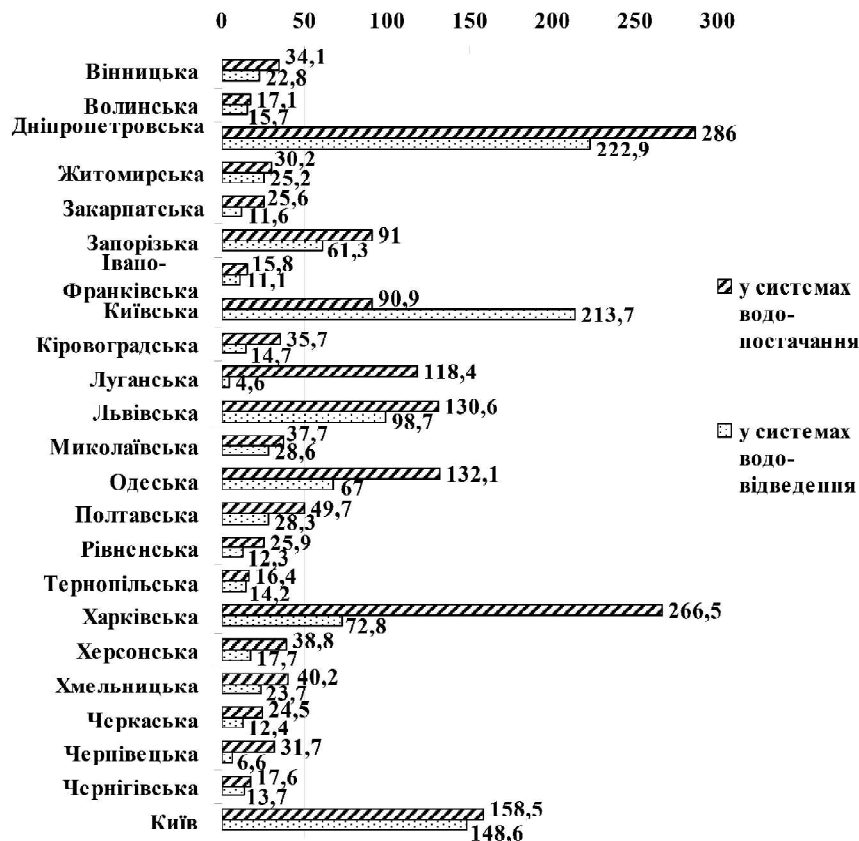 0 50 100 150 200 250 300
Вінницька 34,1
22,8
Волинська 17,1
15,7
Дніпропетровська 286
222,9
Житомирська 30,2
25,2
Закарпатська 25,6
11,6
Запорізька 91
61,3
Івано-
Франківська 15,8
11,1
Київська 90,9
213,7
Кіровоградська 35,7
14,7
Луганська 118,4
4,6
Львівська 130,6
98,7
Миколаївська 37,7
28,6
Одеська 132,1
67
Полтавська 49,7
28,3
Рівненська 25,9
12,3
Тернопільська 16,4
14,2
Харківська 266,5
72,8
Херсонська 38,8
17,7
Хмельницька 40,2
23,7
Черкаська 24,5
12,4
Чернівецька 31,7
6,6
Чернігівська 17,6
13,7
Київ 158,5
148,6
у системах
водо-
постачання
у системах
водо-
відведення